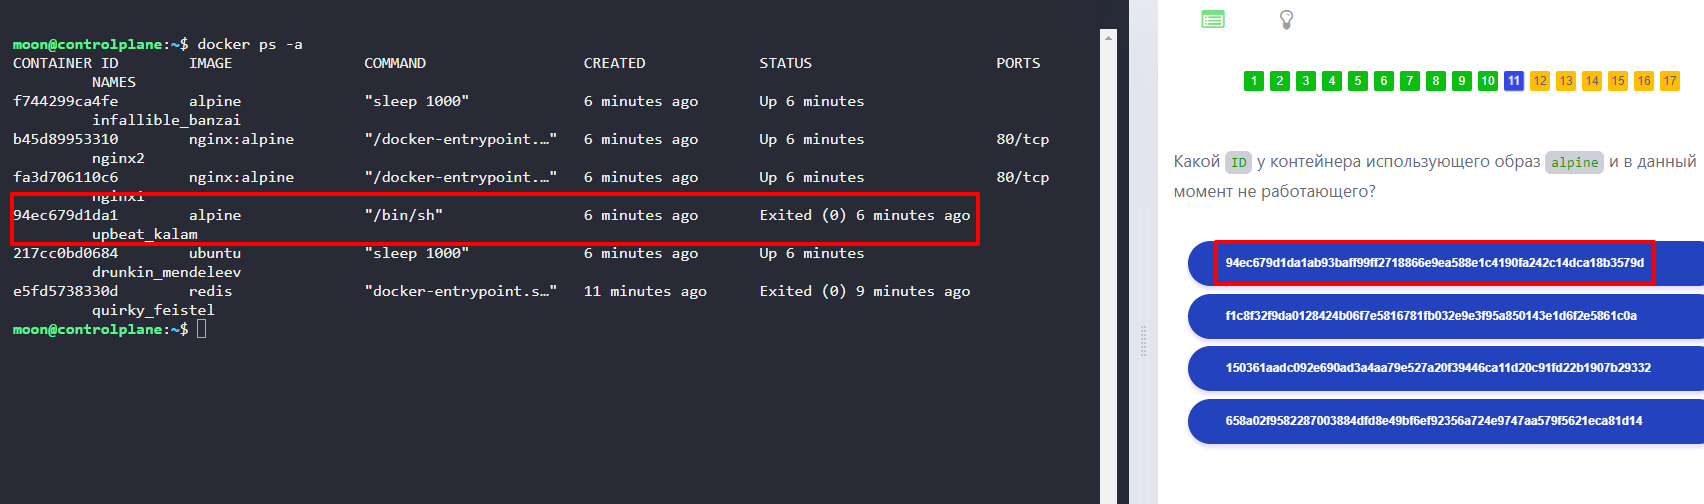 moon@controlplane:~$ docker ps -a
CONTAINER ID IMAGE COMMAND CREATED STATUS PORTS
NAMES
f744299ca4fe alpine "sleep 1000" 6 minutes ago Up 6 minutes
infallible_banzai
b45d89953310 nginx:alpine "/docker-entrypoint.…" 6 minutes ago Up 6 minutes 80/tcp
nginx2
fa3d706110c6 nginx:alpine "/docker-entrypoint.…" 6 minutes ago Up 6 minutes 80/tcp
nginx1
94ec679d1da1 alpine "/bin/sh" 6 minutes ago Exited (0) 6 minutes ago
upbeat_kalam
217cc0bd0684 ubuntu "sleep 1000" 6 minutes ago Up 6 minutes
drunkin_mendeleev
e5fd5738330d redis "docker-entrypoint.s…" 11 minutes ago Exited (0) 9 minutes ago
quirky_feistel
moon@controlplane:~$
1 2 3 4 5 6 7 8 9 10 11 12 13 14 15 16 17
Какой ID у контейнера использующего образ alpine и в данный
момент не работающего?
94ec679d1da1ab93baff99ff2718866e9ea588e1c4190fa242c14dca18b3579d
f1c8f32f9da0128424b06f7e5816781fb032e9e3f95a850143e1d6f2e5861c0a
150361aadc092e690ad3a4aa79e527a20f39446ca11d20c91fd22b1907b29332
658a02f9582287003884dfd8e49bf6ef92356a724e9747aa579f5621eca81d14